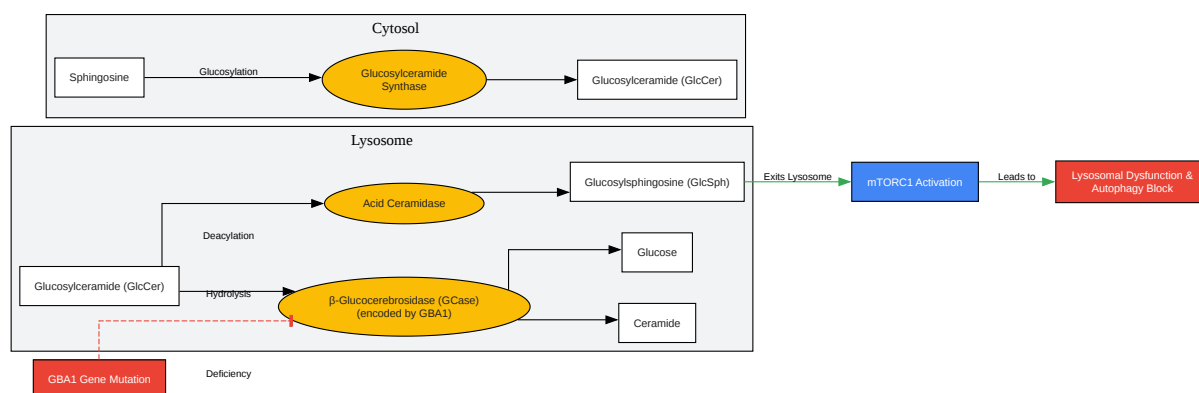 Cytosol
Sphingosine
Glucosylation
Glucosylceramide
Synthase
Glucosylceramide (GlcCer)
Lysosome
Glucosylsphingosine (GlcSph)
Exits Lysosome
mTORC1 Activation
Leads to
Lysosomal Dysfunction &
Autophagy Block
Acid Ceramidase
Deacylation
Glucose
Glucosylceramide (GlcCer)
Hydrolysis
β-Glucocerebrosidase (GCase)
(encoded by GBA1)
Ceramide
GBA1 Gene Mutation
Deficiency